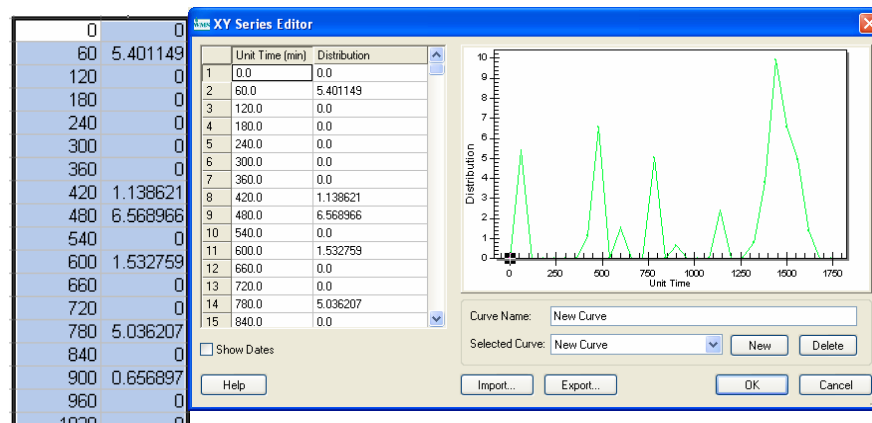 0 0
60 5.401149
120 0
180 0
240 0
300 0
360 0
420 1.138621
480 6.568966
540 0
600 1.532759
660 0
720 0
780 5.036207
840 0
900 0.656897
960 0
WMS XY Series Editor
Unit Time (min) Distribution
1 0.0 0.0
2 60.0 5.401149
3 120.0 0.0
4 180.0 0.0
5 240.0 0.0
6 300.0 0.0
7 360.0 0.0
8 420.0 1.138621
9 480.0 6.568966
10 540.0 0.0
11 600.0 1.532759
12 660.0 0.0
13 720.0 0.0
14 780.0 5.036207
15 840.0 0.0
Show Dates
Help
10
9
8
7
6
5
4
3
2
1
0
Distribution
0 250 500 750 1000 1250 1500 1750
Unit Time
Curve Name: New Curve
Selected Curve: New Curve New Delete
Import... Export... OK Cancel